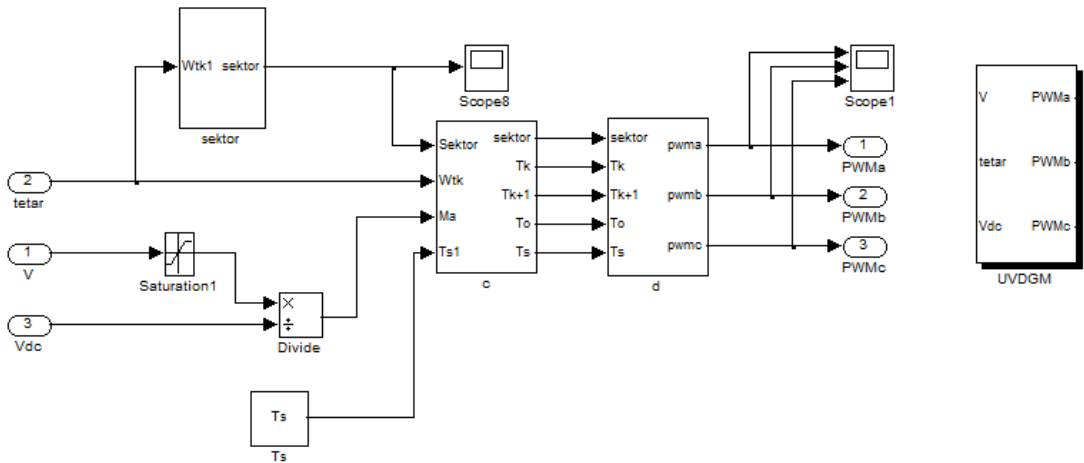 Wtk1 sektor
sektor
Scope8
Scope1
2
tetar
1
V
Saturation1
3
Vdc
×
÷
Divide
Ts
Ts
Sektor
Wtk
Ma
Ts1
sektor
Tk
Tk+1
To
Ts
c
sektor
Tk
Tk+1
To
Ts
pwma
pwmb
pwmc
d
1
PWMa
2
PWMb
3
PWMc
V
tetar
Vdc
PWMa
PWMb
PWMc
UVDGM